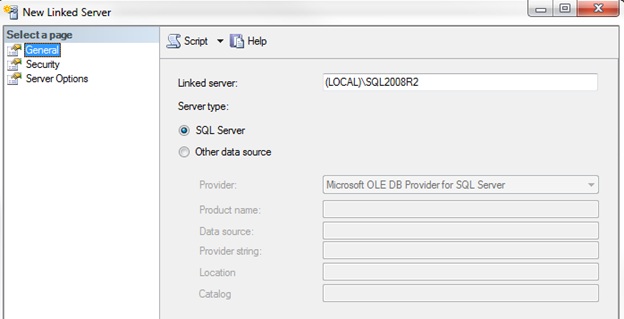 New Linked Server
Select a page
General
Security
Server Options
Script
Help
Linked server: (LOCAL)\SQL2008R2
Server type:
SQL Server
Other data source
Provider: Microsoft OLE DB Provider for SQL Server
Product name:
Data source:
Provider string:
Location
Catalog